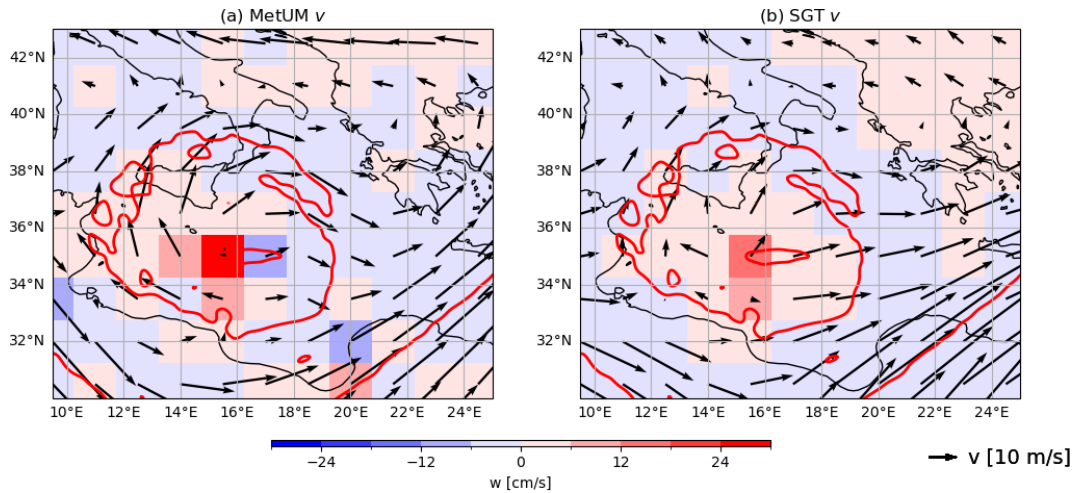 (a) MetUM v
(b) SGT v
42°N
40°N
38°N
36°N
34°N
32°N
10°E 12°E 14°E 16°E 18°E 20°E 22°E 24°E
42°N
40°N
38°N
36°N
34°N
32°N
10°E 12°E 14°E 16°E 18°E 20°E 22°E 24°E
−24 −12 0 12 24
w [cm/s]
v [10 m/s]